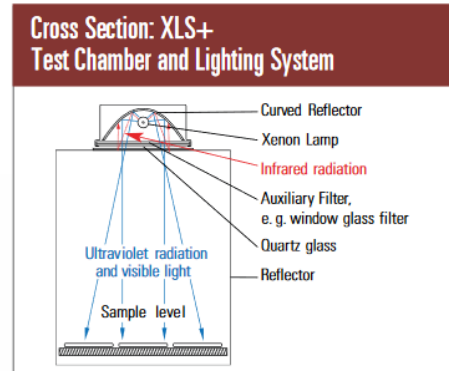 Cross Section: XLS+
Test Chamber and Lighting System
Curved Reflector
Xenon Lamp
Infrared radiation
Auxiliary Filter,
e. g. window glass filter
Quartz glass
Ultraviolet radiation
and visible light
Reflector
Sample level